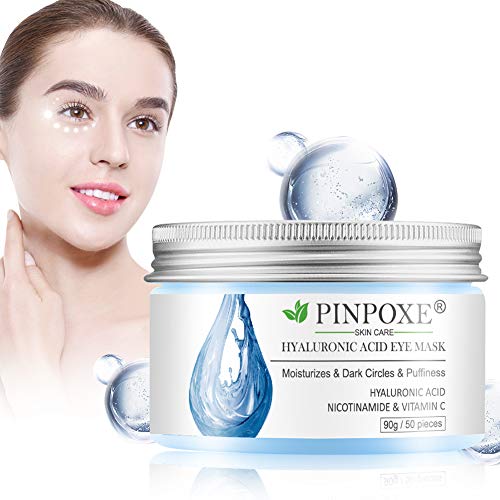 PINPOXE®
SKIN CARE
HYALURONIC ACID EYE MASK
Moisturizes & Dark Circles & Puffiness
HYALURONIC ACID
NICOTINAMIDE & VITAMIN C
90g / 50 pieces